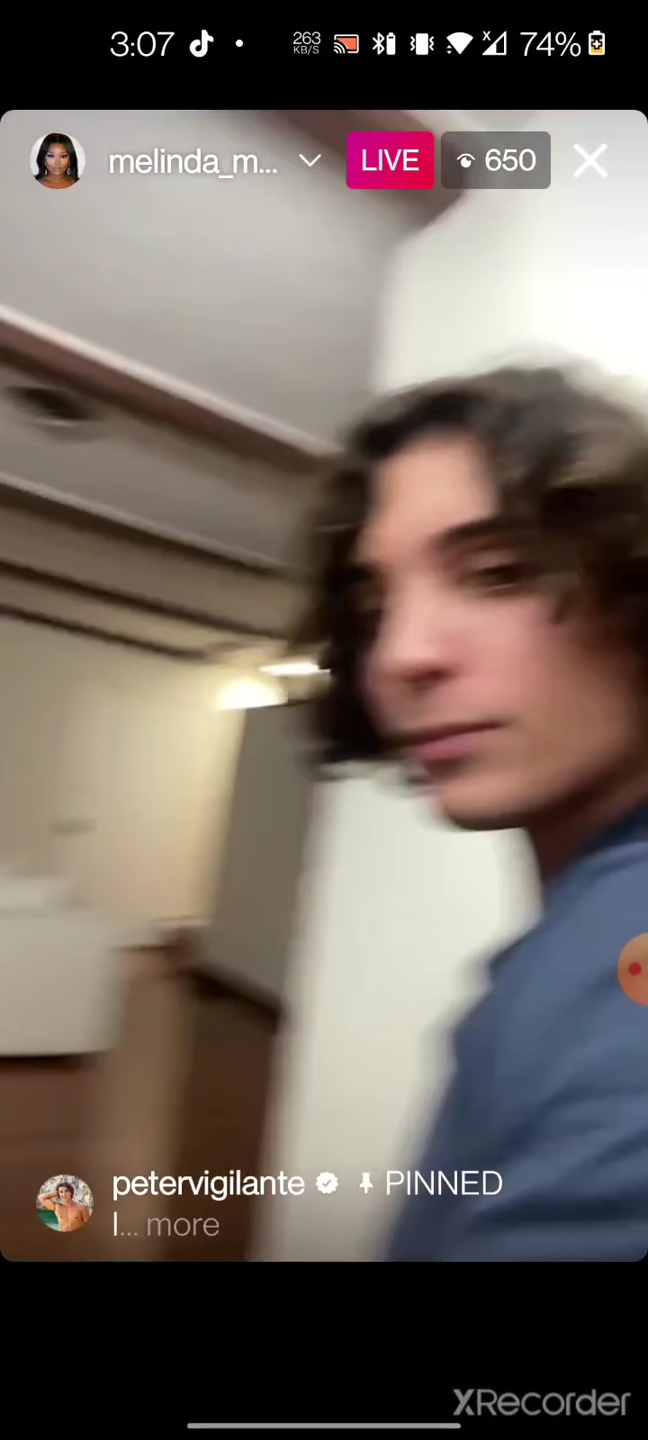 3:07 263 KB/S 74%
melinda_m... LIVE 650
petervigilante PINNED
I... more
XRecorder